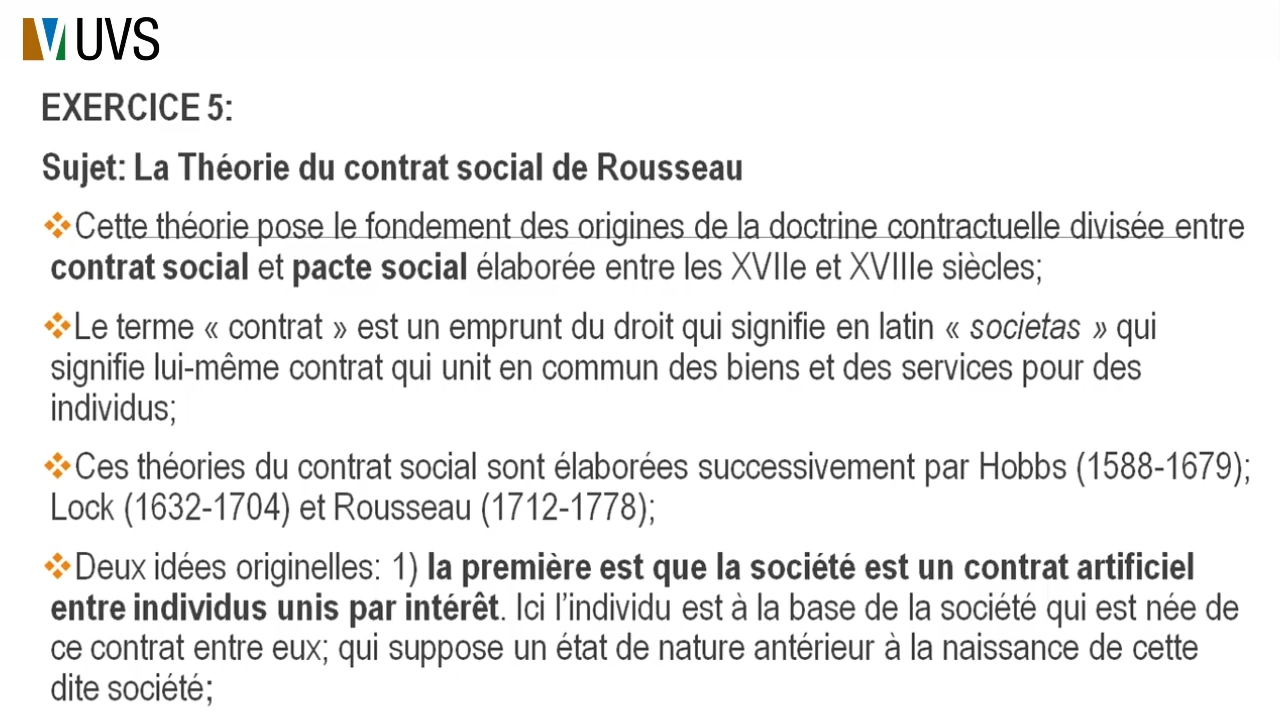 UVS
EXERCICE 5:
Sujet: La Théorie du contrat social de Rousseau
Cette théorie pose le fondement des origines de la doctrine contractuelle divisée entre
contrat social et pacte social élaborée entre les XVIIe et XVIIIe siècles;
Le terme « contrat » est un emprunt du droit qui signifie en latin « societas » qui
signifie lui-même contrat qui unit en commun des biens et des services pour des
individus;
Ces théories du contrat social sont élaborées successivement par Hobbs (1588-1679);
Lock (1632-1704) et Rousseau (1712-1778);
Deux idées originelles: 1) la première est que la société est un contrat artificiel
entre individus unis par intérêt. Ici l’individu est à la base de la société qui est née de
ce contrat entre eux; qui suppose un état de nature antérieur à la naissance de cette
dite société;